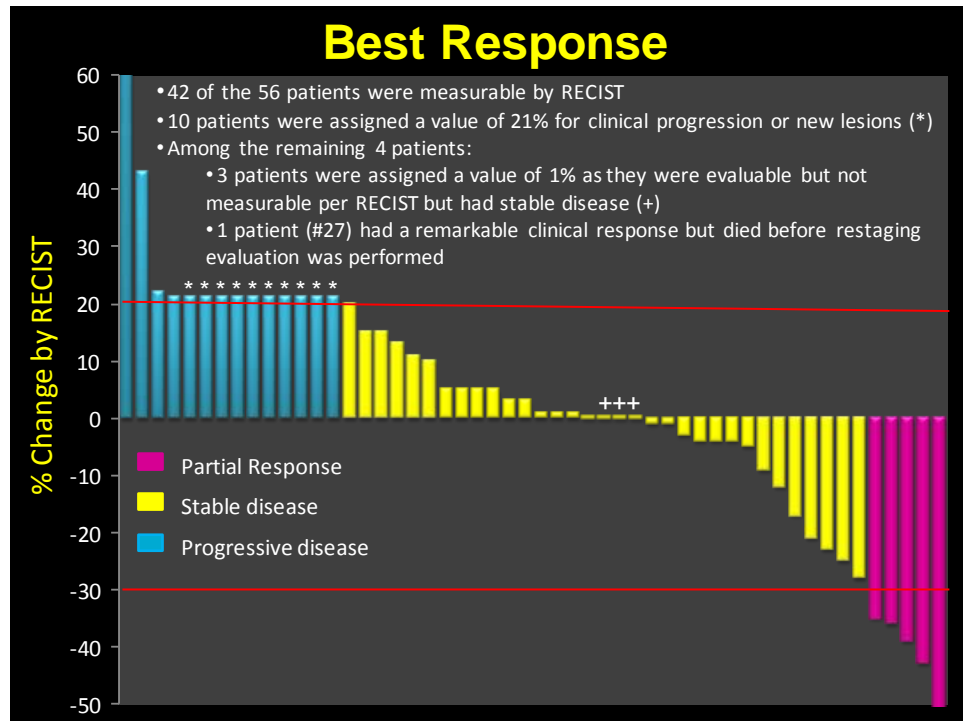 Best Response
60
50
40
30
20
10
0
-10
-20
-30
-40
-50
% Change by RECIST
•42 of the 56 patients were measurable by RECIST
•10 patients were assigned a value of 21% for clinical progression or new lesions (*)
•Among the remaining 4 patients:
•3 patients were assigned a value of 1% as they were evaluable but not
measurable per RECIST but had stable disease (+)
•1 patient (#27) had a remarkable clinical response but died before restaging
evaluation was performed
* * * * * * * * * *
+++
Partial Response
Stable disease
Progressive disease